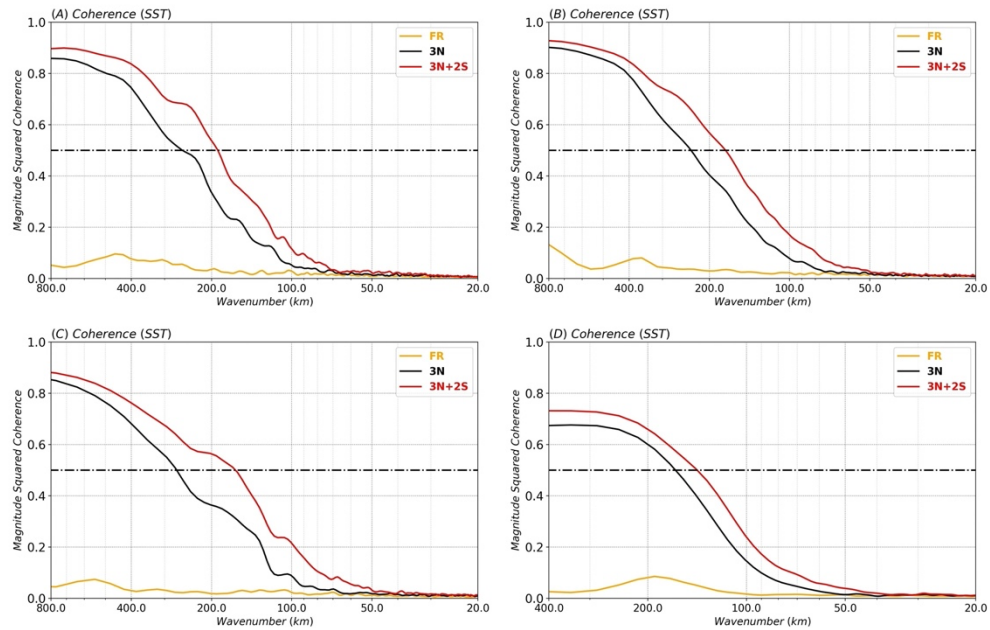 (A) Coherence (SST)
FR
3N
3N+2S
Magnitude Squared Coherence
1.0
0.8
0.6
0.4
0.2
0.0
800.0 400.0 200.0 100.0 50.0 20.0
Wavenumber (km)
(B) Coherence (SST)
FR
3N
3N+2S
Magnitude Squared Coherence
1.0
0.8
0.6
0.4
0.2
0.0
800.0 400.0 200.0 100.0 50.0 20.0
Wavenumber (km)
(C) Coherence (SST)
FR
3N
3N+2S
Magnitude Squared Coherence
1.0
0.8
0.6
0.4
0.2
0.0
800.0 400.0 200.0 100.0 50.0 20.0
Wavenumber (km)
(D) Coherence (SST)
FR
3N
3N+2S
Magnitude Squared Coherence
1.0
0.8
0.6
0.4
0.2
0.0
400.0 200.0 100.0 50.0 20.0
Wavenumber (km)